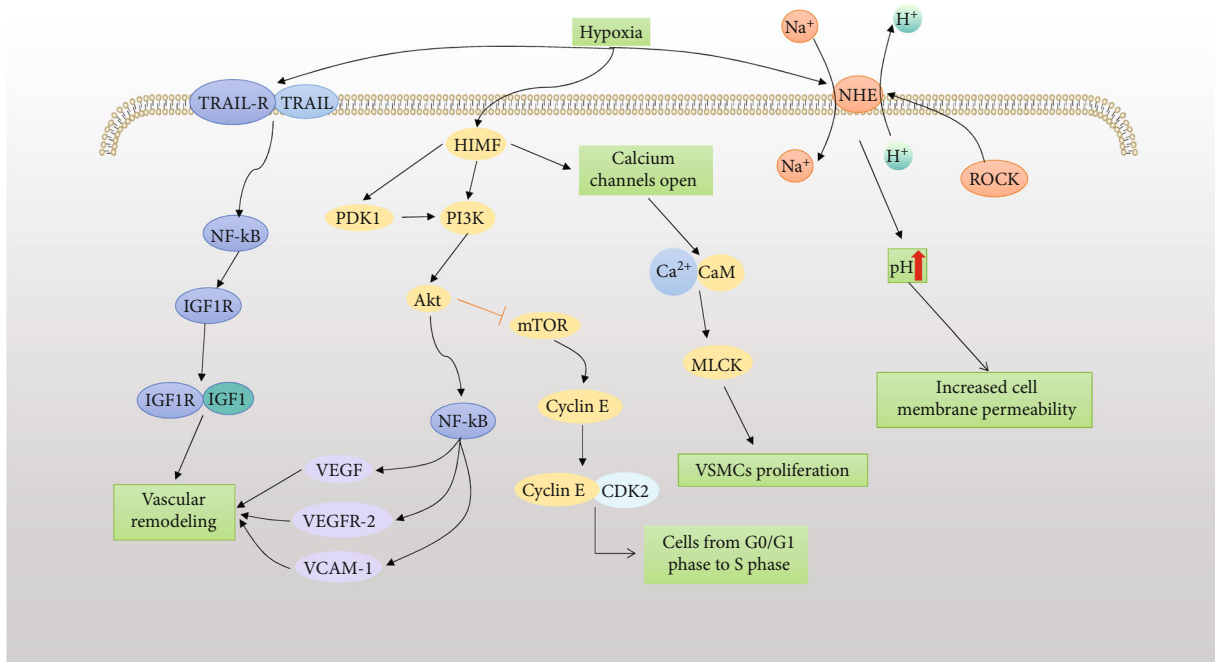 Hypoxia
Na⁺
H⁺
TRAIL-R
TRAIL
NHE
HIMF
Calcium
channels open
Na⁺
H⁺
ROCK
PDK1
PI3K
NF-kB
Ca²⁺
CaM
pH
IGF1R
Akt
mTOR
MLCK
IGF1R
IGF1
Cyclin E
Increased cell
membrane permeability
NF-kB
VEGF
VSMCs proliferation
Vascular
remodeling
Cyclin E
CDK2
VEGFR-2
VCAM-1
Cells from G0/G1
phase to S phase